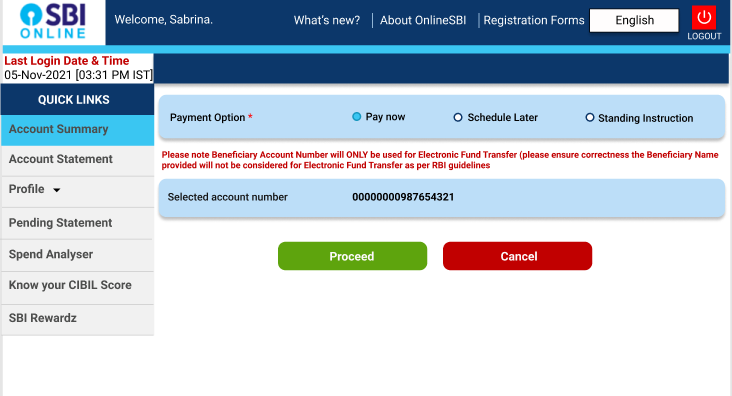 SBI
ONLINE
Welcome, Sabrina.
What's new?
About OnlineSBI
Registration Forms
English
LOGOUT
Last Login Date & Time
05-Nov-2021 [03:31 PM IST]
QUICK LINKS
Account Summary
Account Statement
Profile
Pending Statement
Spend Analyser
Know your CIBIL Score
SBI Rewardz
Payment Option *
Pay now
Schedule Later
Standing Instruction
Please note Beneficiary Account Number will ONLY be used for Electronic Fund Transfer (please ensure correctness the Beneficiary Name
provided will not be considered for Electronic Fund Transfer as per RBI guidelines
Selected account number
00000000987654321
Proceed
Cancel